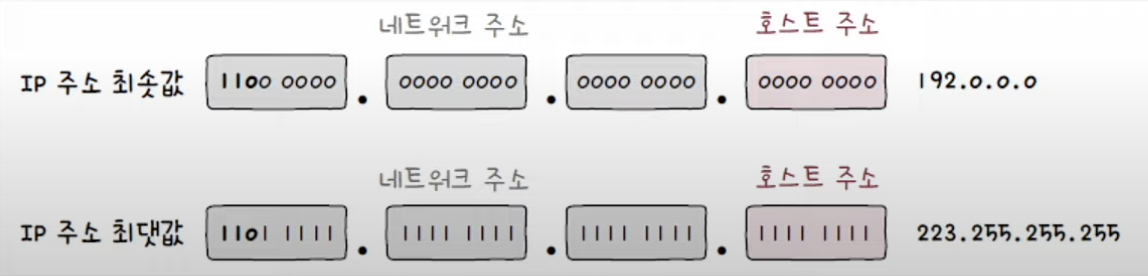 네트워크 주소 호스트 주소
IP 주소 최솟값 1100 0000 . 0000 0000 . 0000 0000 . 0000 0000 192.0.0.0
네트워크 주소 호스트 주소
IP 주소 최댓값 1101 1111 . 1111 1111 . 1111 1111 . 1111 1111 223.255.255.255